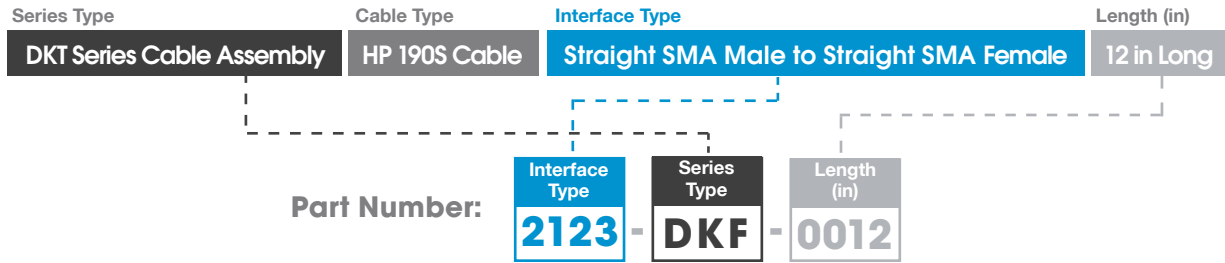 Series Type Cable Type Interface Type Length (in)
DKT Series Cable Assembly HP 190S Cable Straight SMA Male to Straight SMA Female 12 in Long
Interface Type Series Type Length (in)
Part Number: 2123 - DKF - 0012